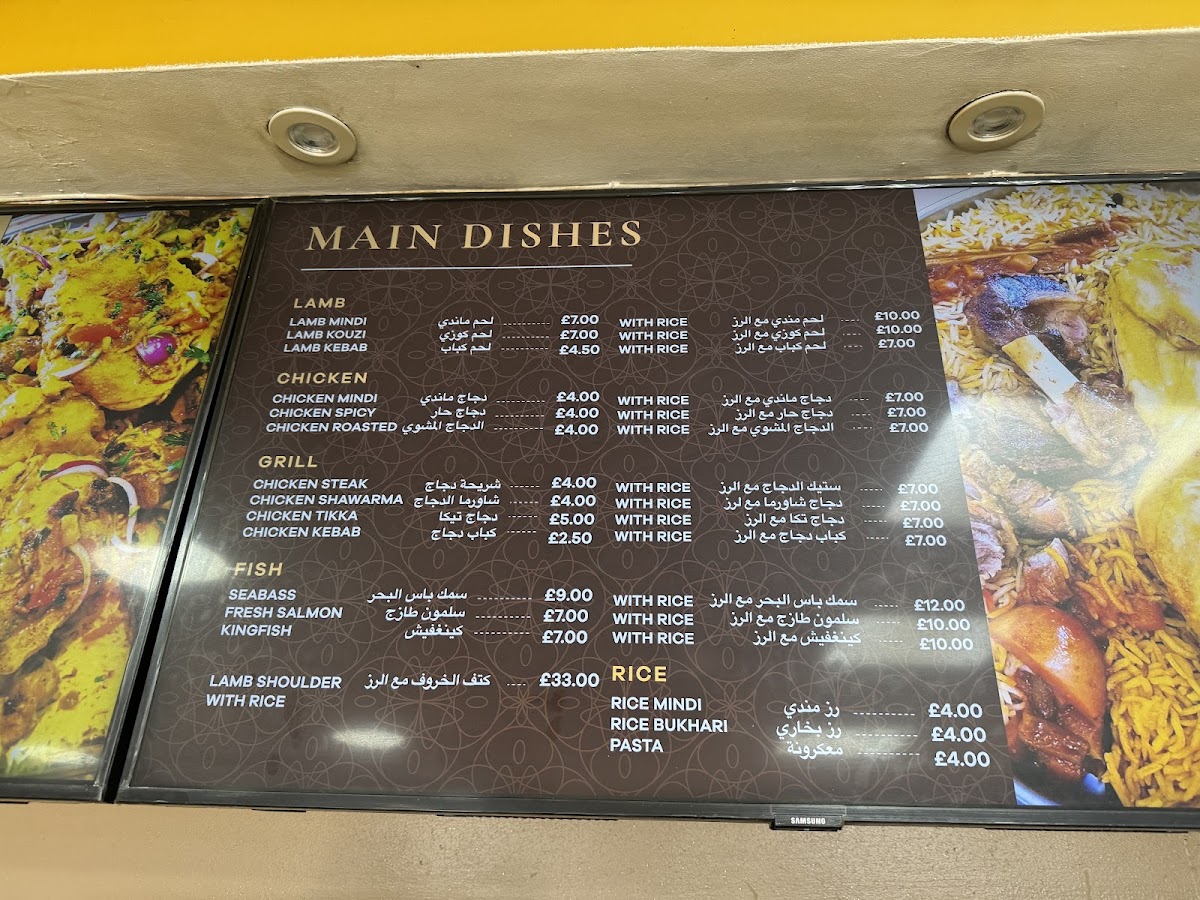 MAIN DISHES
LAMB
LAMB MINDI لحم ماندي £7.00 WITH RICE لحم مندي مع الرز £10.00
LAMB KOUZI لحم كوزي £7.00 WITH RICE لحم كوزي مع الرز £10.00
LAMB KEBAB لحم كباب £4.50 WITH RICE لحم كباب مع الرز £7.00
CHICKEN
CHICKEN MINDI دجاج ماندي £4.00 WITH RICE دجاج ماندي مع الرز £7.00
CHICKEN SPICY دجاج حار £4.00 WITH RICE دجاج حار مع الرز £7.00
CHICKEN ROASTED الدجاج المشوي £4.00 WITH RICE الدجاج المشوي مع الرز £7.00
GRILL
CHICKEN STEAK شريحة دجاج £4.00 WITH RICE ستيك الدجاج مع الرز £7.00
CHICKEN SHAWARMA شاورما الدجاج £4.00 WITH RICE دجاج شاورما مع لرز £7.00
CHICKEN TIKKA دجاج تيكا £5.00 WITH RICE دجاج تكا مع الرز £7.00
CHICKEN KEBAB كباب دجاج £2.50 WITH RICE كباب دجاج مع الرز £7.00
FISH
SEABASS سمك باس البحر £9.00 WITH RICE سمك باس البحر مع الرز £12.00
FRESH SALMON سلمون طازج £7.00 WITH RICE سلمون طازج مع الرز £10.00
KINGFISH كينغفيش £7.00 WITH RICE كينغفيش مع الرز £10.00
LAMB SHOULDER كتف الخروف مع الرز £33.00
WITH RICE
RICE
RICE MINDI رز مندي £4.00
RICE BUKHARI رز بخاري £4.00
PASTA معكرونة £4.00
SAMSUNG